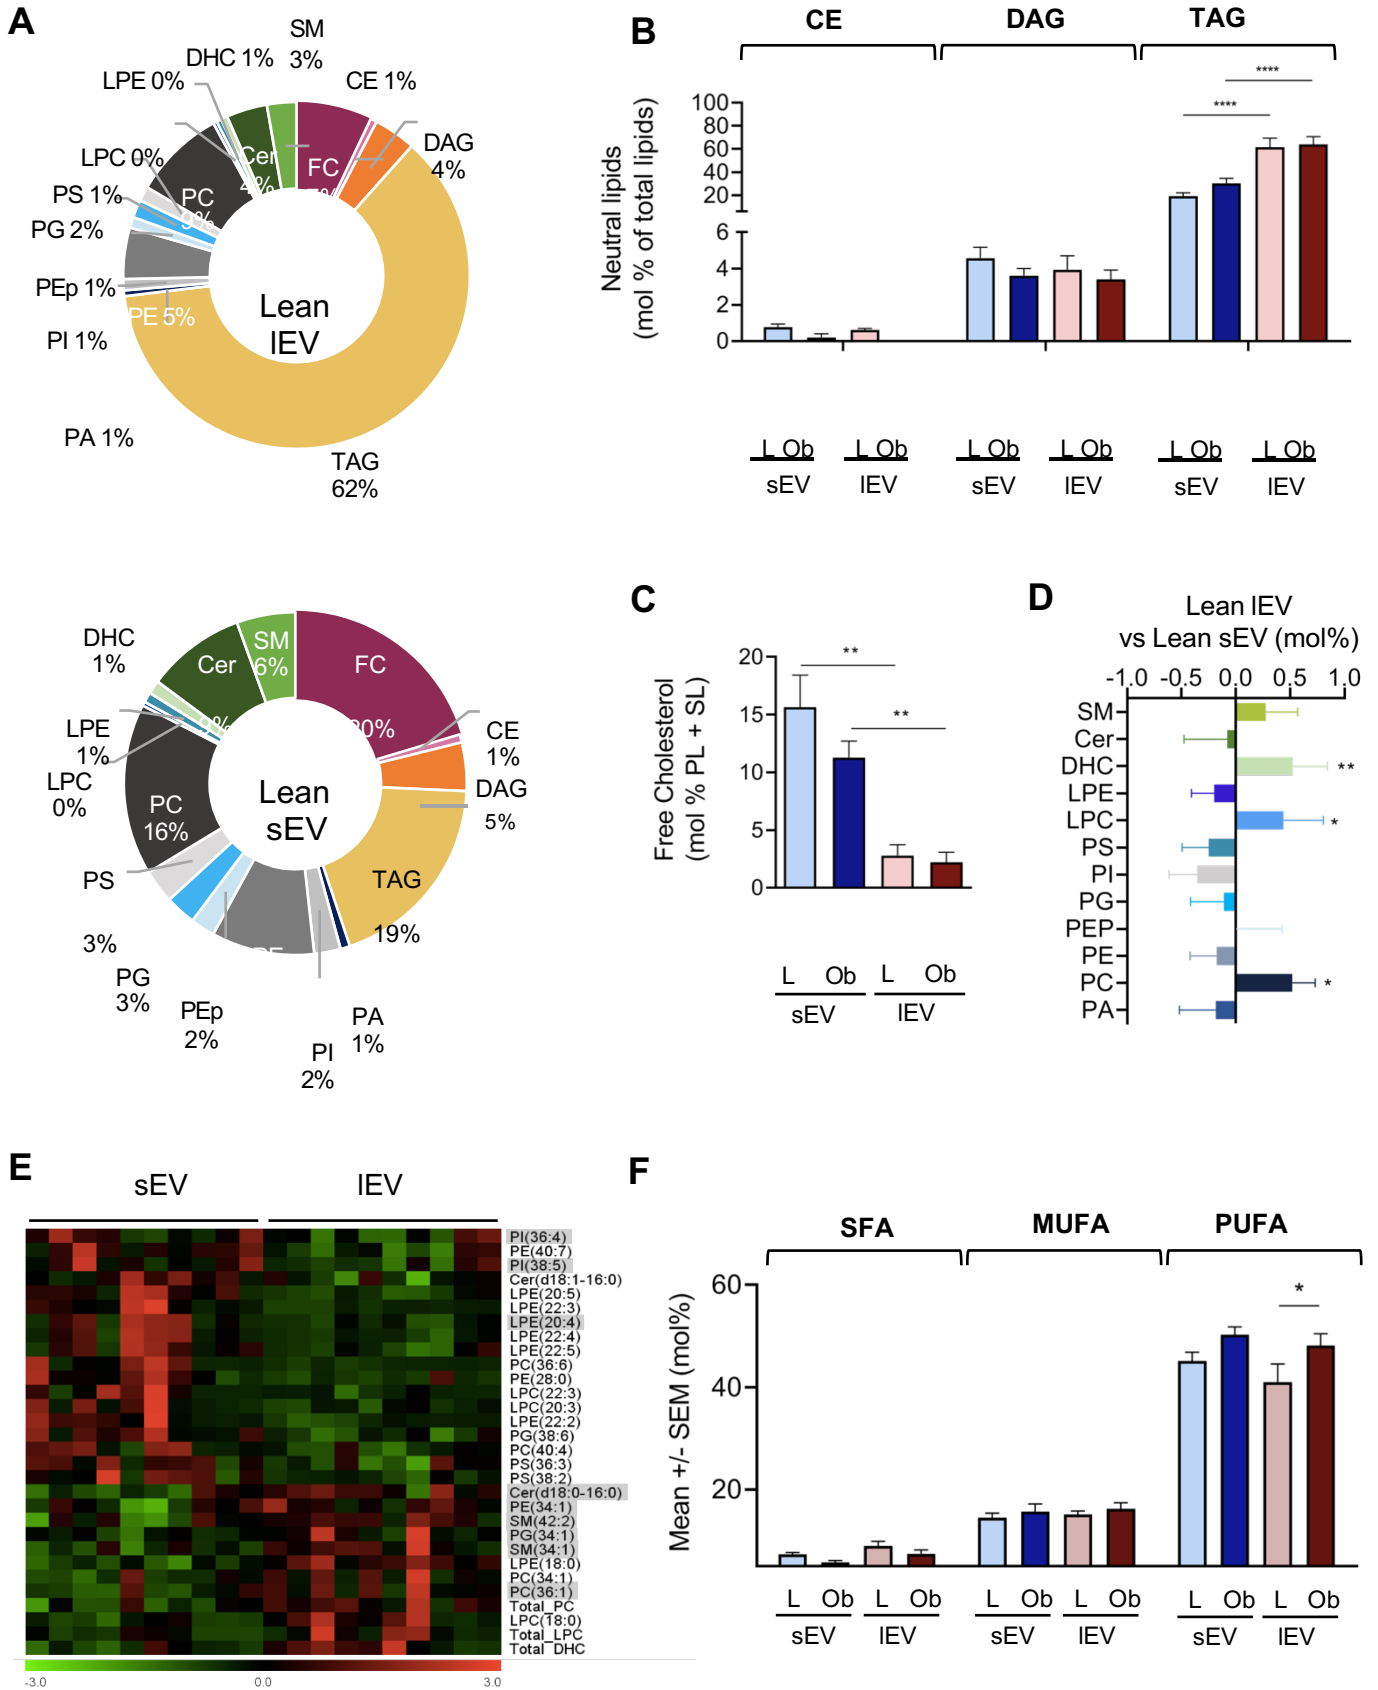 A
SM
3%
DHC 1%
LPE 0%
CE 1%
DAG
4%
LPC 0%
Cer
4%
FC
PS 1%
PC
9%
PG 2%
PEp 1%
PE 5%
PI 1%
Lean
lEV
PA 1%
TAG
62%
DHC
1%
Cer
SM
6%
FC
LPE
1%
CE
1%
LPC
0%
DAG
5%
PC
16%
Lean
sEV
PS
3%
TAG
19%
PG
3%
PEp
2%
PA
1%
PI
2%
B
CE DAG TAG
****
****
Neutral lipids
(mol % of total lipids)
100
80
60
40
20
6
4
2
0
L Ob L Ob L Ob L Ob L Ob L Ob
sEV lEV sEV lEV sEV lEV
C
Free Cholesterol
(mol % PL + SL)
20
15
10
5
0
**
**
L Ob L Ob
sEV lEV
D
Lean lEV
vs Lean sEV (mol%)
-1.0 -0.5 0.0 0.5 1.0
SM
Cer
DHC **
LPE
LPC *
PS
PI
PG
PEP
PE
PC *
PA
E
sEV lEV
PI(36:4)
PE(40:7)
PI(38:5)
Cer(d18:1-16:0)
LPE(20:5)
LPE(22:3)
LPE(20:4)
LPE(22:4)
LPE(22:5)
PC(36:6)
PE(28:0)
LPC(22:3)
LPC(20:3)
LPE(22:2)
PG(38:6)
PC(40:4)
PS(36:3)
PS(38:2)
Cer(d18:0-16:0)
PE(34:1)
SM(42:2)
PG(34:1)
SM(34:1)
LPE(18:0)
PC(34:1)
PC(36:1)
Total_PC
LPC(18:0)
Total_LPC
Total_DHC
-3.0 0.0 3.0
F
SFA MUFA PUFA
Mean +/- SEM (mol%)
60
40
20
*
L Ob L Ob L Ob L Ob L Ob L Ob
sEV lEV sEV lEV sEV lEV